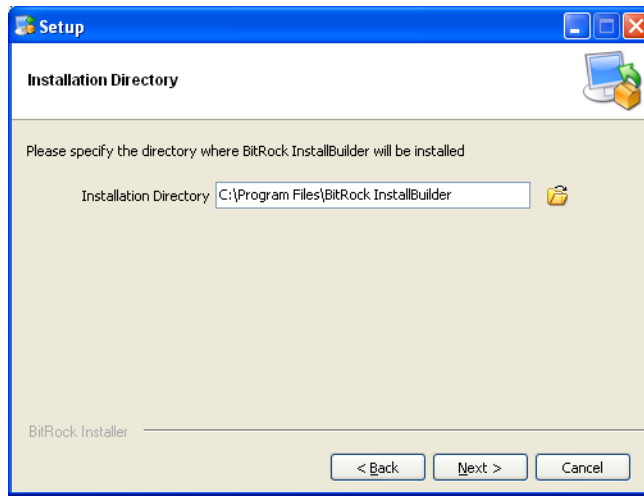 Setup
Installation Directory
Please specify the directory where BitRock InstallBuilder will be installed
Installation Directory C:\Program Files\BitRock InstallBuilder
BitRock Installer
< Back Next > Cancel